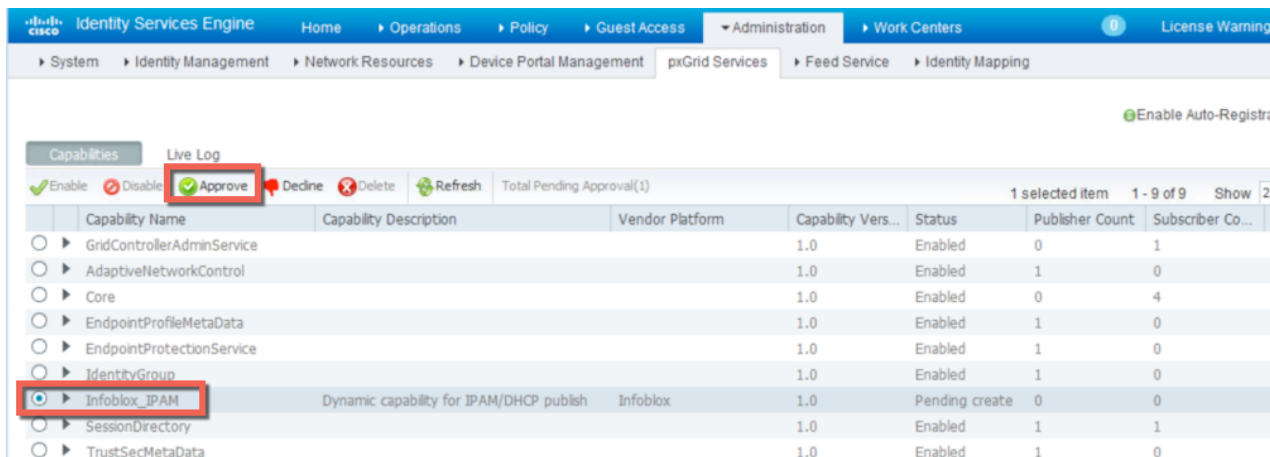 cisco Identity Services Engine Home Operations Policy Guest Access Administration Work Centers 0 License Warning
System Identity Management Network Resources Device Portal Management pxGrid Services Feed Service Identity Mapping
Enable Auto-Registra
Capabilities Live Log
Enable Disable Approve Decline Delete Refresh Total Pending Approval(1) 1 selected item 1 - 9 of 9 Show 2
Capability Name Capability Description Vendor Platform Capability Vers... Status Publisher Count Subscriber Co...
GridControllerAdminService 1.0 Enabled 0 1
AdaptiveNetworkControl 1.0 Enabled 1 0
Core 1.0 Enabled 0 4
EndpointProfileMetaData 1.0 Enabled 1 0
EndpointProtectionService 1.0 Enabled 1 0
IdentityGroup 1.0 Enabled 1 0
Infoblox_IPAM Dynamic capability for IPAM/DHCP publish Infoblox 1.0 Pending create 0 0
SessionDirectory 1.0 Enabled 1 1
TrustSecMetaData 1.0 Enabled 1 0